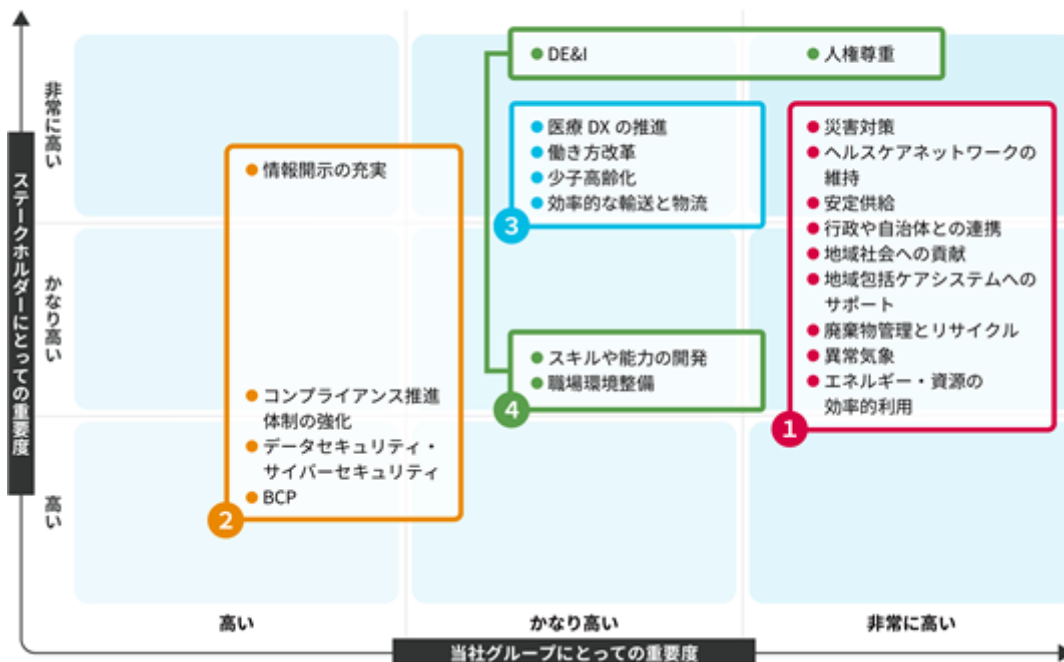 ステークホルダーにとっての重要度
非常に高い
かなり高い
高い
DE&I
人権尊重
医療 DX の推進
働き方改革
少子高齢化
効率的な輸送と物流
3
災害対策
ヘルスケアネットワークの
維持
安定供給
行政や自治体との連携
地域社会への貢献
地域包括ケアシステムへの
サポート
廃棄物管理とリサイクル
異常気象
エネルギー・資源の
効率的利用
1
情報開示の充実
コンプライアンス推進
体制の強化
データセキュリティ・
サイバーセキュリティ
BCP
2
スキルや能力の開発
職場環境整備
4
高い
かなり高い
非常に高い
当社グループにとっての重要度